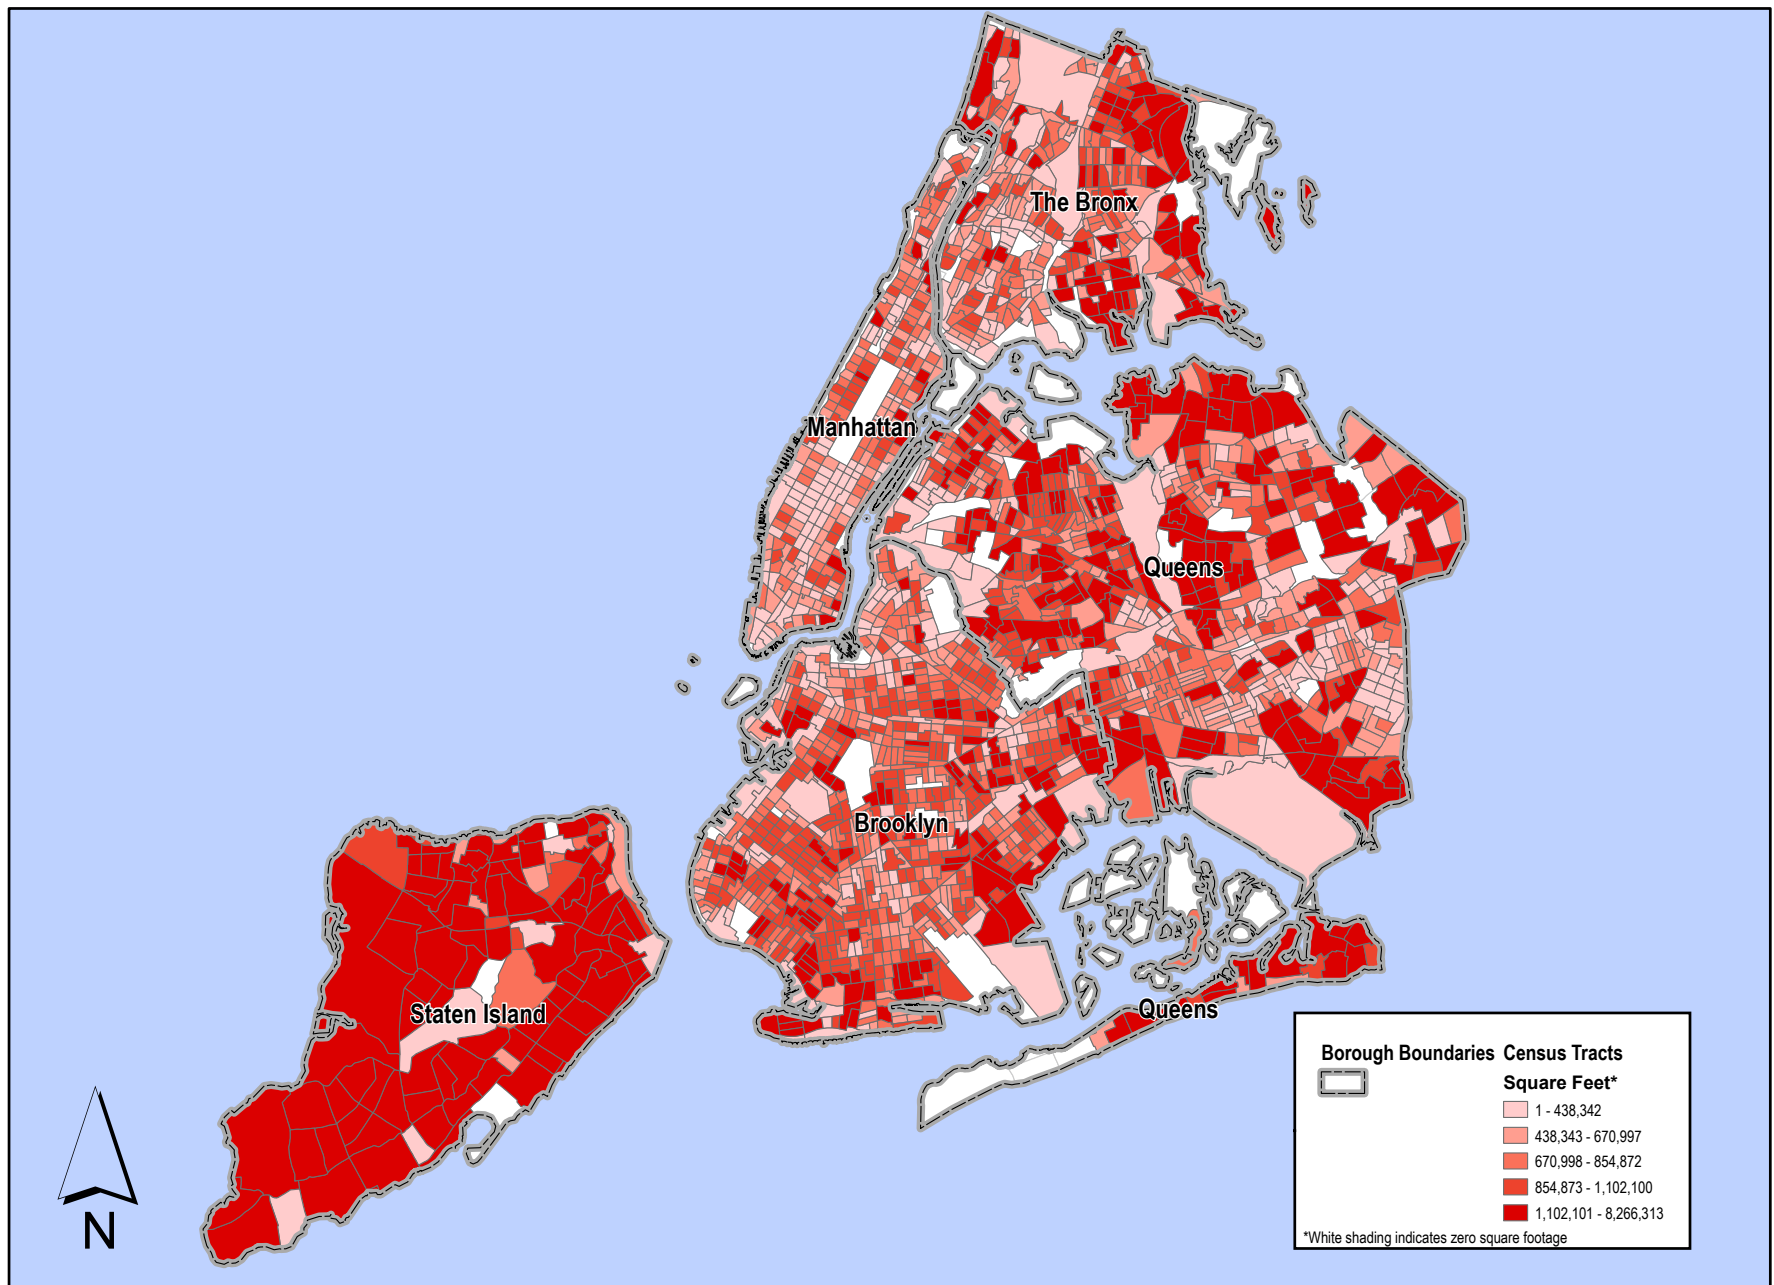 The Bronx
Manhattan
Queens
Brooklyn
Staten Island
Queens
Borough Boundaries Census Tracts
Square Feet*
1 - 438,342
438,343 - 670,997
670,998 - 854,872
854,873 - 1,102,100
1,102,101 - 8,266,313
*White shading indicates zero square footage
N